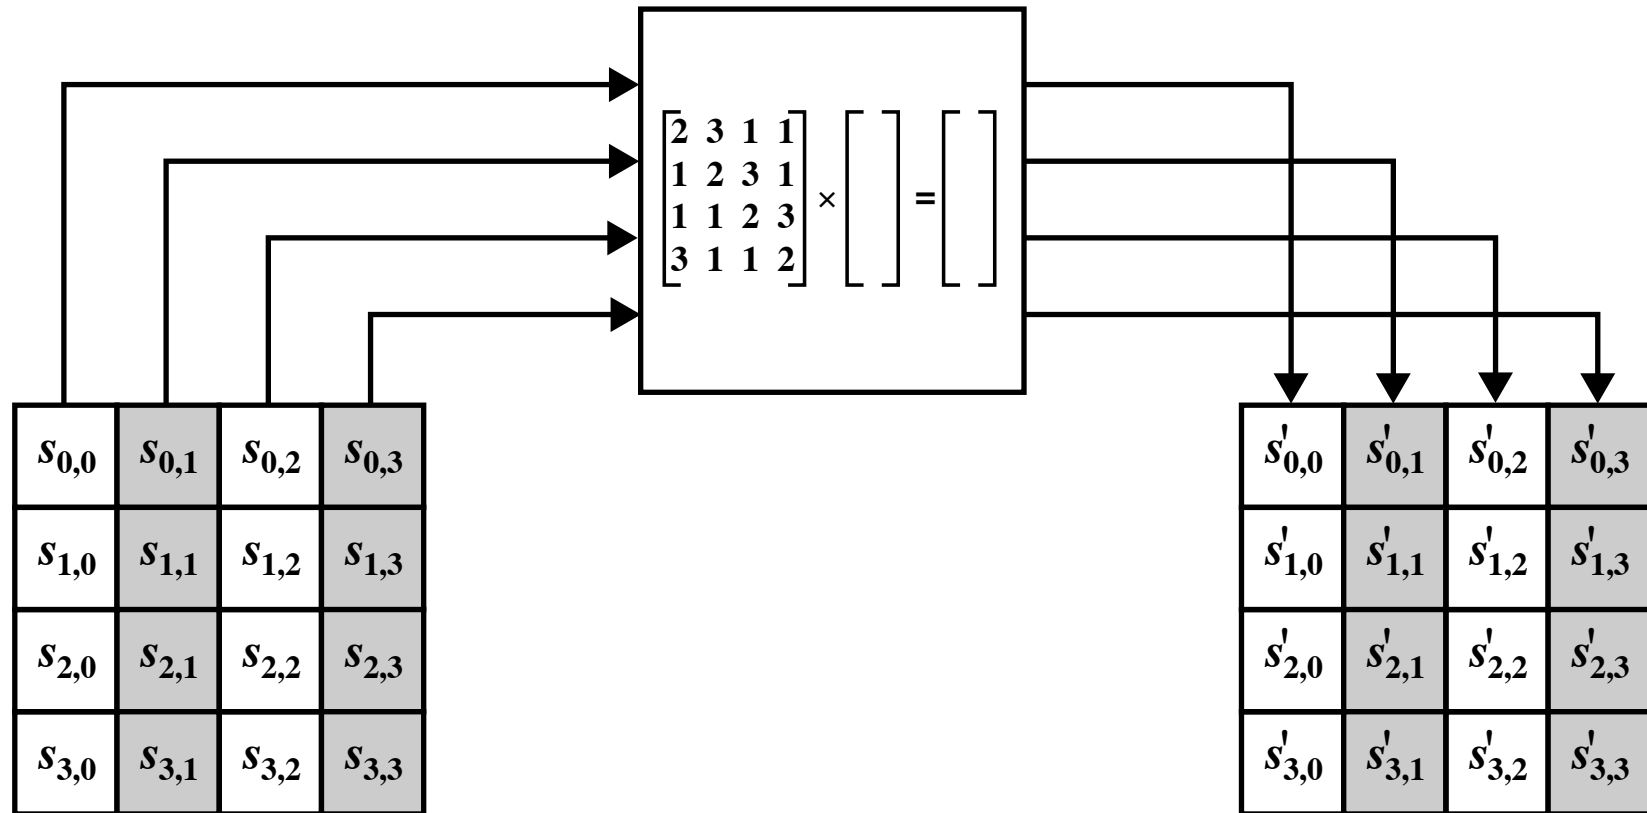 2 3 1 1
1 2 3 1
1 1 2 3
3 1 1 2
× =
s0,0 s0,1 s0,2 s0,3
s1,0 s1,1 s1,2 s1,3
s2,0 s2,1 s2,2 s2,3
s3,0 s3,1 s3,2 s3,3
s'0,0 s'0,1 s'0,2 s'0,3
s'1,0 s'1,1 s'1,2 s'1,3
s'2,0 s'2,1 s'2,2 s'2,3
s'3,0 s'3,1 s'3,2 s'3,3